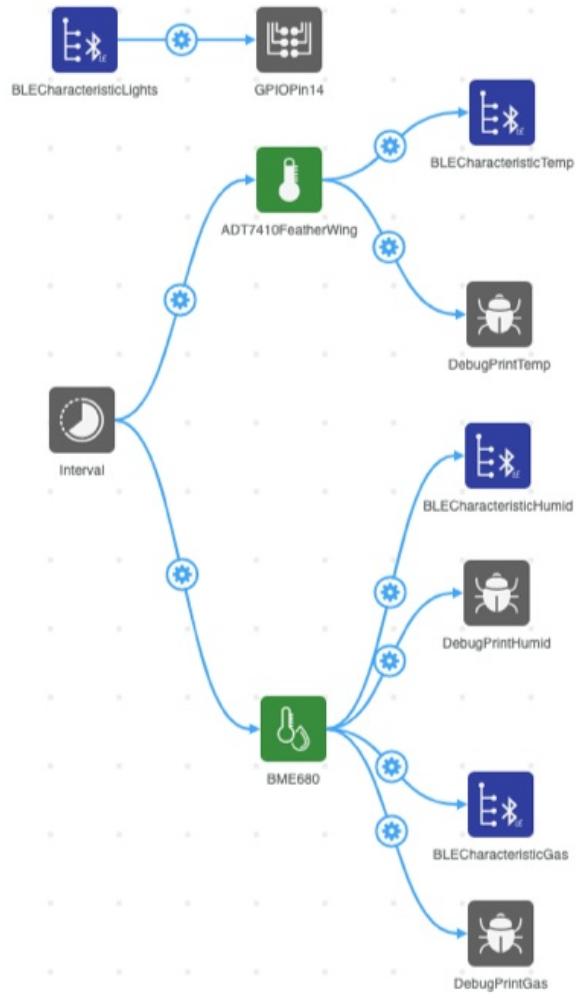 BLECharacteristicLights
GPIOPin14
BLECharacteristicTemp
ADT7410FeatherWing
DebugPrintTemp
Interval
BLECharacteristicHumid
DebugPrintHumid
BME680
BLECharacteristicGas
DebugPrintGas